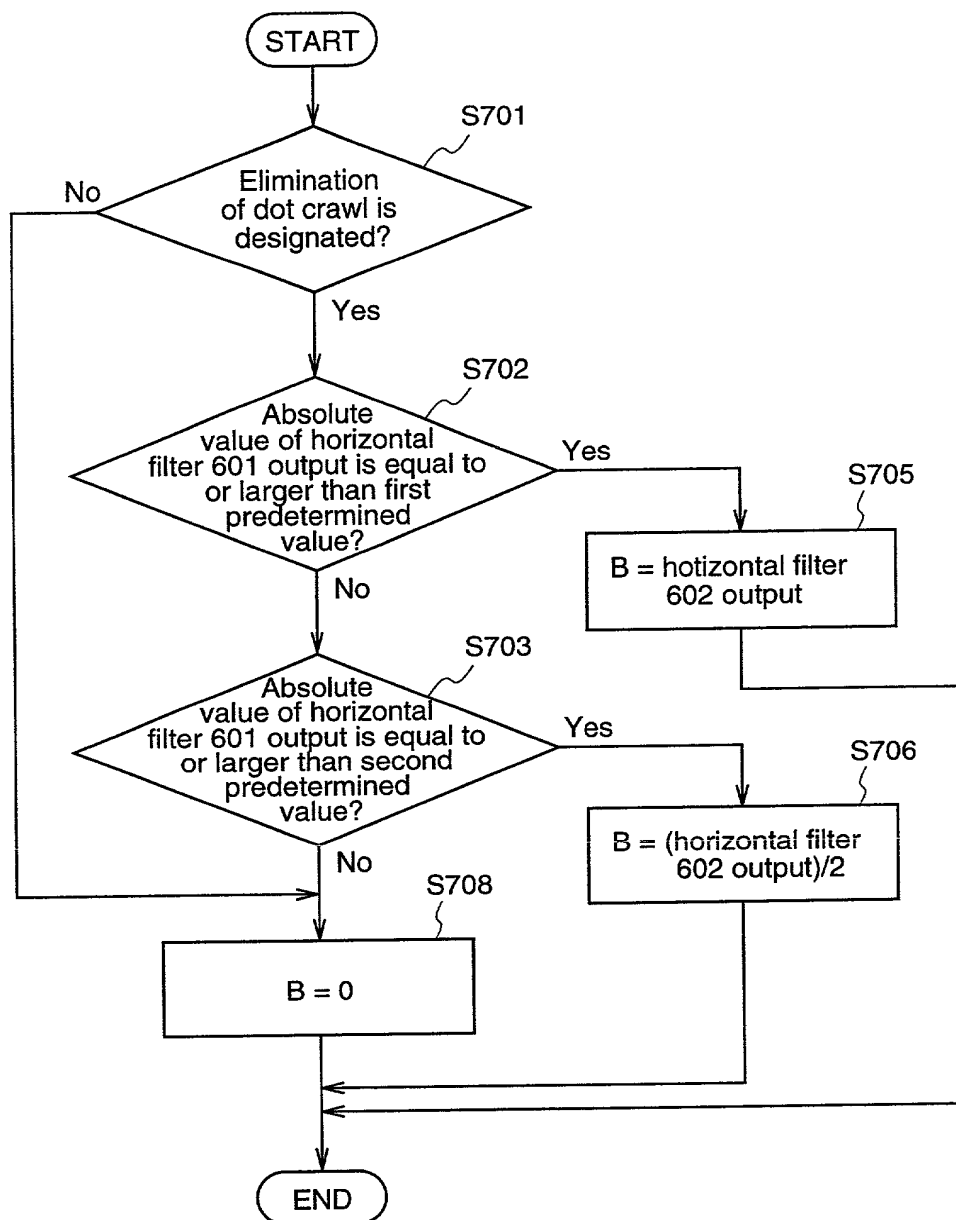 START
S701
No
Elimination
of dot crawl is
designated?
Yes
S702
Absolute
value of horizontal
filter 601 output is equal to
or larger than first
predetermined
value?
Yes
S705
B = hotizontal filter
602 output
No
S703
Absolute
value of horizontal
filter 601 output is equal to
or larger than second
predetermined
value?
Yes
S706
B = (horizontal filter
602 output)/2
No
S708
B = 0
END